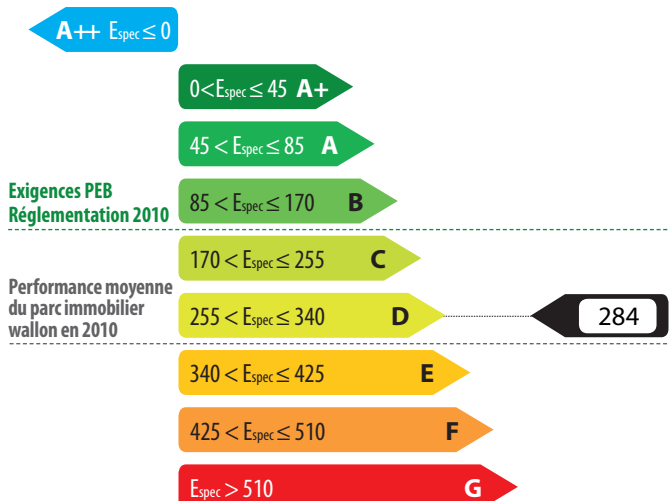 A++ Espec ≤ 0
0<Espec ≤ 45 A+
45 < Espec ≤ 85 A
Exigences PEB
Réglementation 2010
85 < Espec ≤ 170 B
170 < Espec ≤ 255 C
Performance moyenne
du parc immobilier
wallon en 2010
255 < Espec ≤ 340 D
284
340 < Espec ≤ 425 E
425 < Espec ≤ 510 F
Espec > 510 G